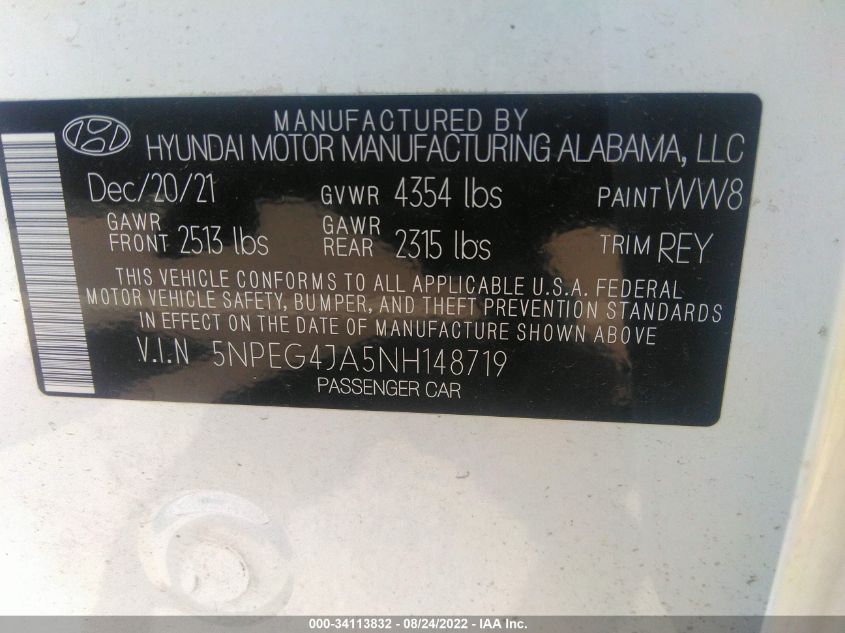 MANUFACTURED BY
HYUNDAI MOTOR MANUFACTURING ALABAMA, LLC
Dec/20/21 GVWR 4354 lbs PAINT WW8
GAWR FRONT 2513 lbs GAWR REAR 2315 lbs TRIM REY
THIS VEHICLE CONFORMS TO ALL APPLICABLE U.S.A. FEDERAL
MOTOR VEHICLE SAFETY, BUMPER, AND THEFT PREVENTION STANDARDS
IN EFFECT ON THE DATE OF MANUFACTURE SHOWN ABOVE
V.I.N 5NPEG4JA5NH148719
PASSENGER CAR
000-34113832 - 08/24/2022 - IAA Inc.